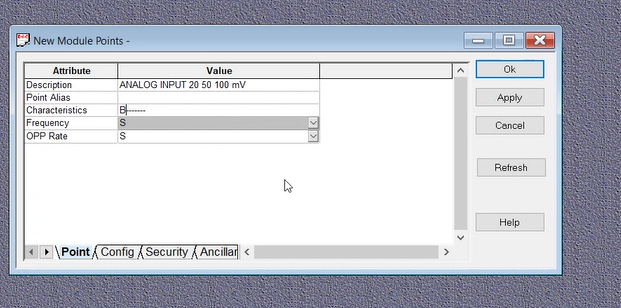 New Module Points -
Attribute Value
Description ANALOG INPUT 20 50 100 mV
Point Alias
Characteristics B-------
Frequency S
OPP Rate S
Ok
Apply
Cancel
Refresh
Help
Point Config Security Ancillar